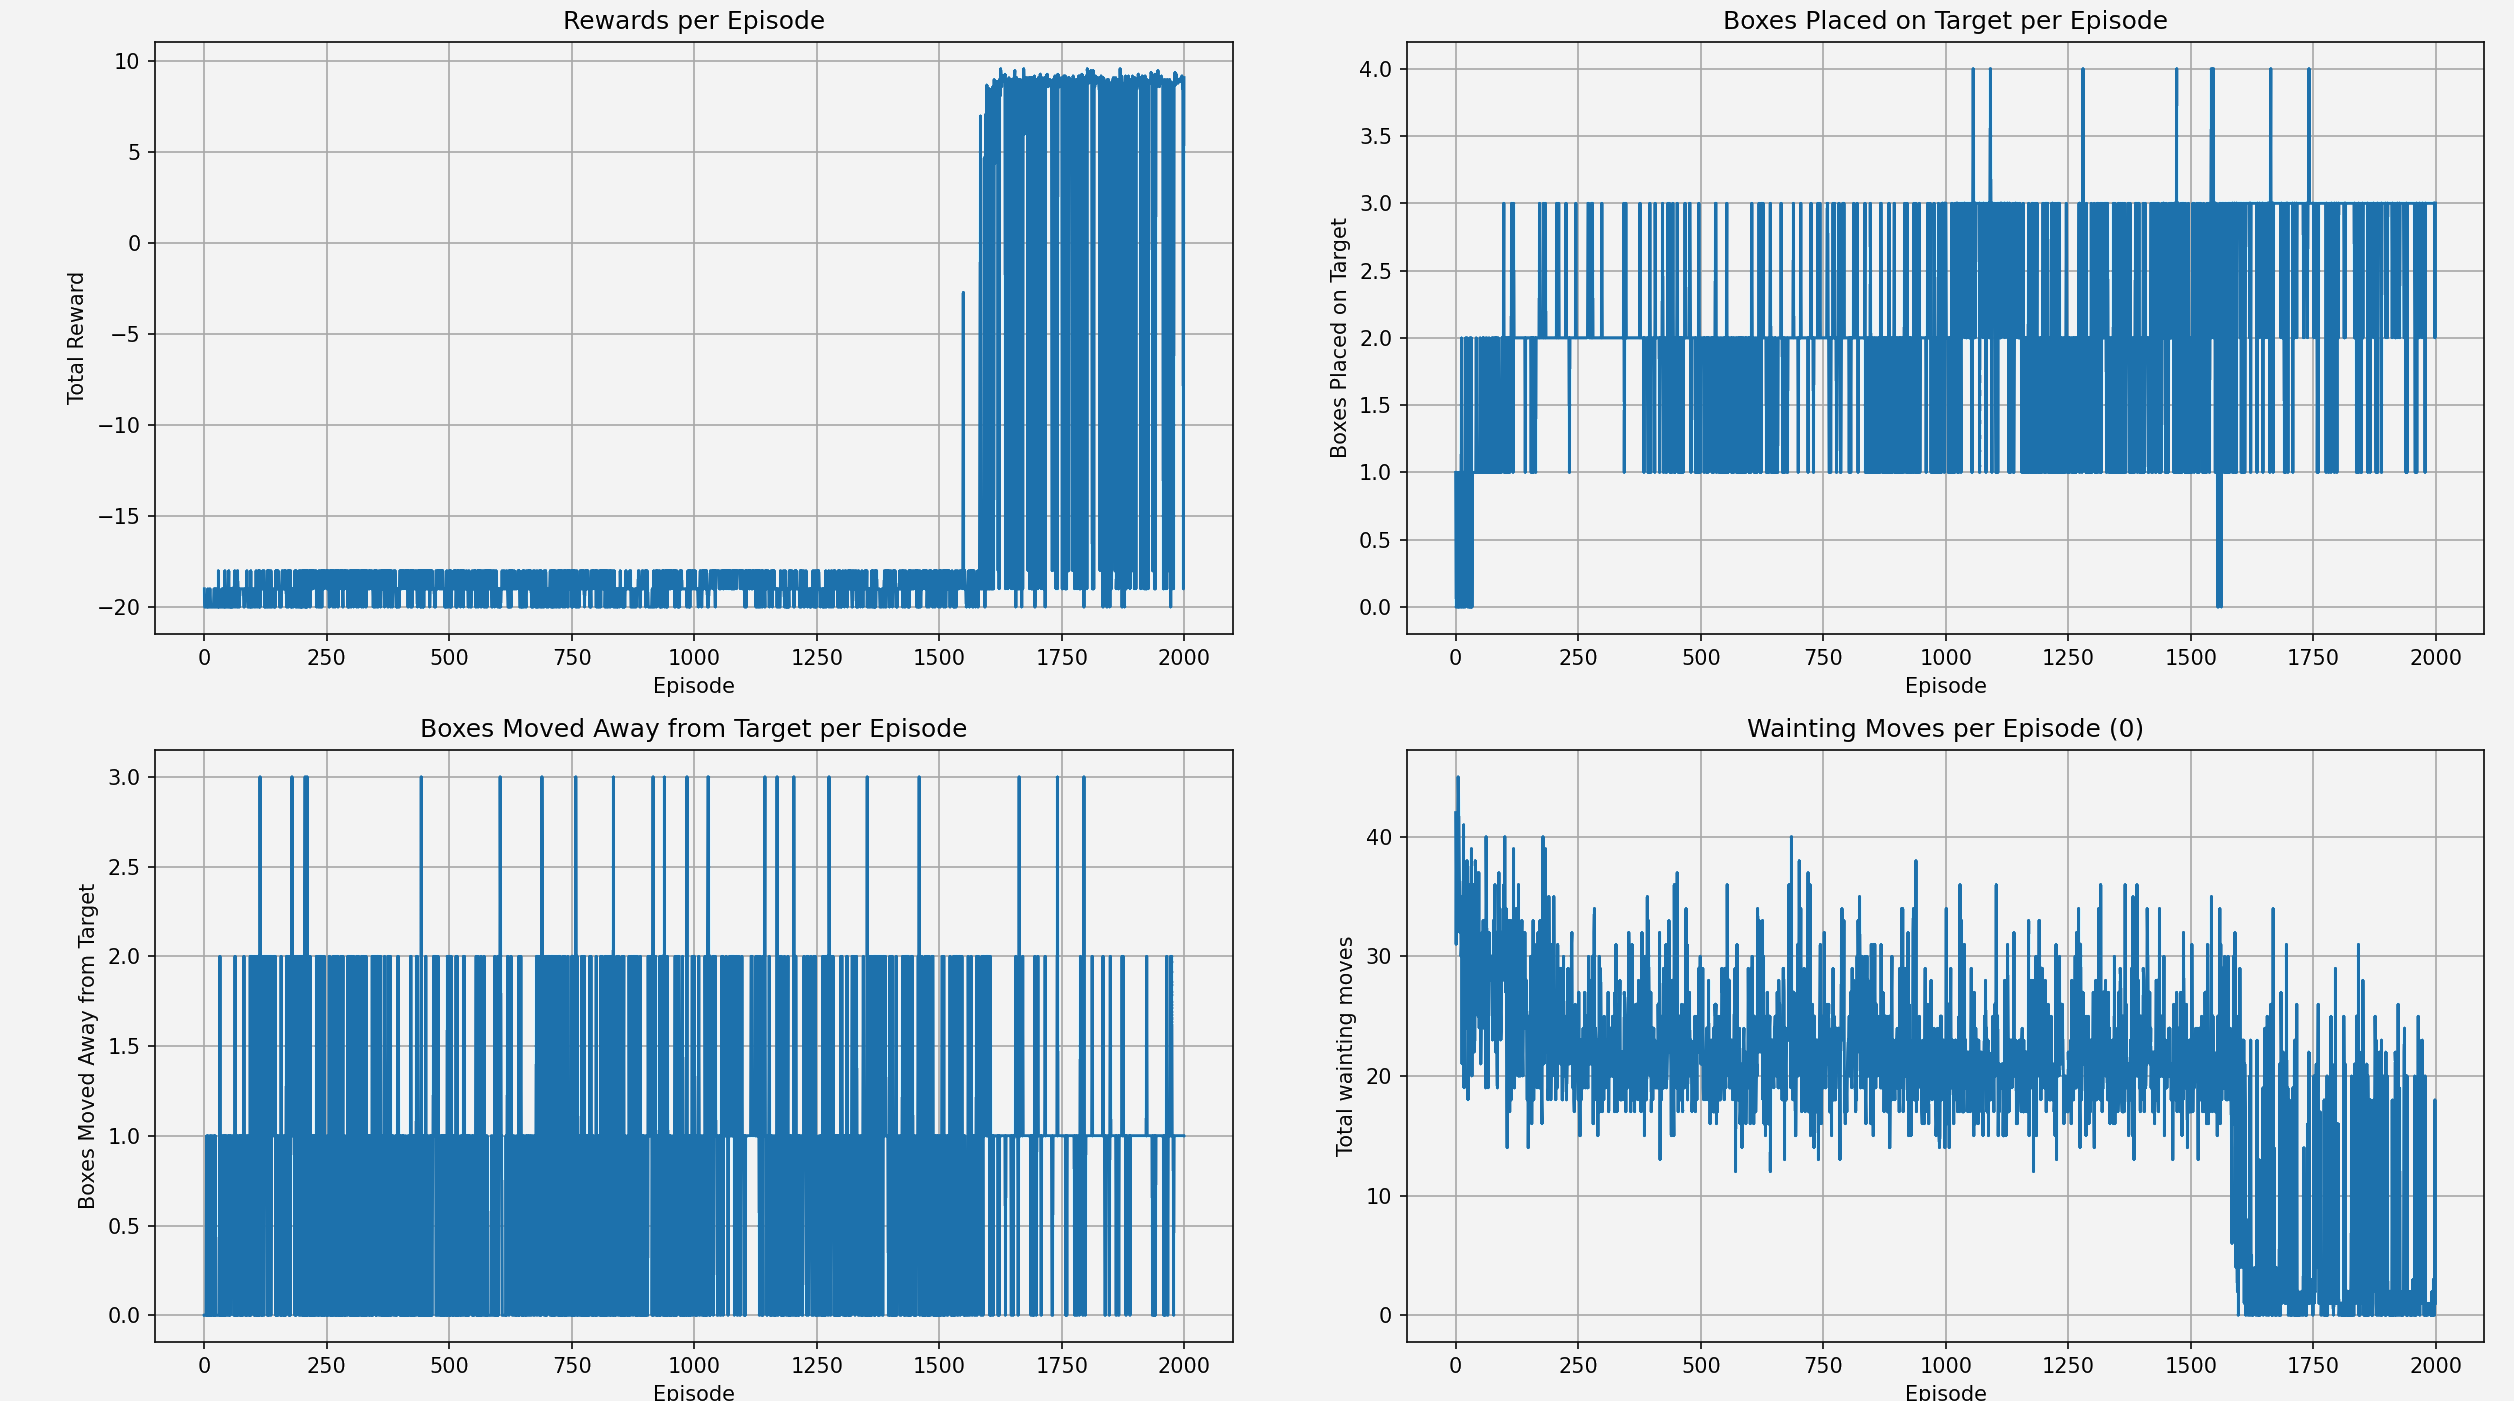 Rewards per Episode
10
5
0
−5
−10
−15
−20
Total Reward
0 250 500 750 1000 1250 1500 1750 2000
Episode
Boxes Placed on Target per Episode
4.0
3.5
3.0
2.5
2.0
1.5
1.0
0.5
0.0
Boxes Placed on Target
0 250 500 750 1000 1250 1500 1750 2000
Episode
Boxes Moved Away from Target per Episode
3.0
2.5
2.0
1.5
1.0
0.5
0.0
Boxes Moved Away from Target
0 250 500 750 1000 1250 1500 1750 2000
Episode
Wainting Moves per Episode (0)
40
30
20
10
0
Total wainting moves
0 250 500 750 1000 1250 1500 1750 2000
Episode